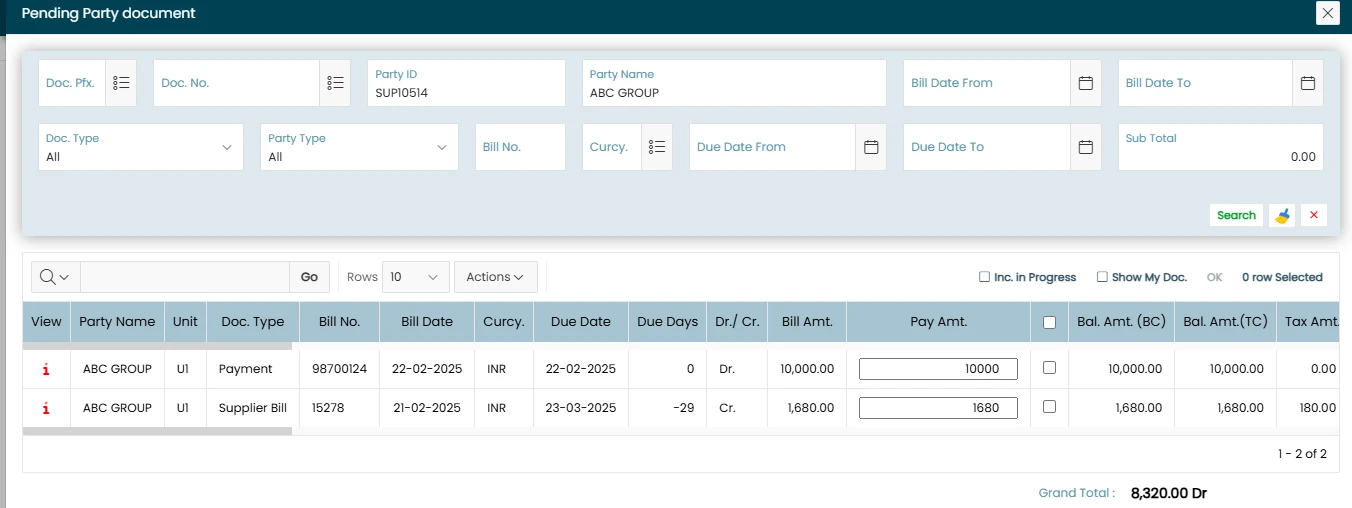 Pending Party document
Doc. Pfx. Doc. No. Party ID SUP10514 Party Name ABC GROUP Bill Date From Bill Date To
Doc. Type All Party Type All Bill No. Curcy. Due Date From Due Date To Sub Total 0.00
Search
Go Rows 10 Actions Inc. in Progress Show My Doc. OK 0 row Selected
View Party Name Unit Doc. Type Bill No. Bill Date Curcy. Due Date Due Days Dr./ Cr. Bill Amt. Pay Amt. Bal. Amt. (BC) Bal. Amt.(TC) Tax Amt.
ABC GROUP U1 Payment 98700124 22-02-2025 INR 22-02-2025 0 Dr. 10,000.00 10000 10,000.00 10,000.00 0.00
ABC GROUP U1 Supplier Bill 15278 21-02-2025 INR 23-03-2025 -29 Cr. 1,680.00 1680 1,680.00 1,680.00 180.00
1 - 2 of 2
Grand Total : 8,320.00 Dr